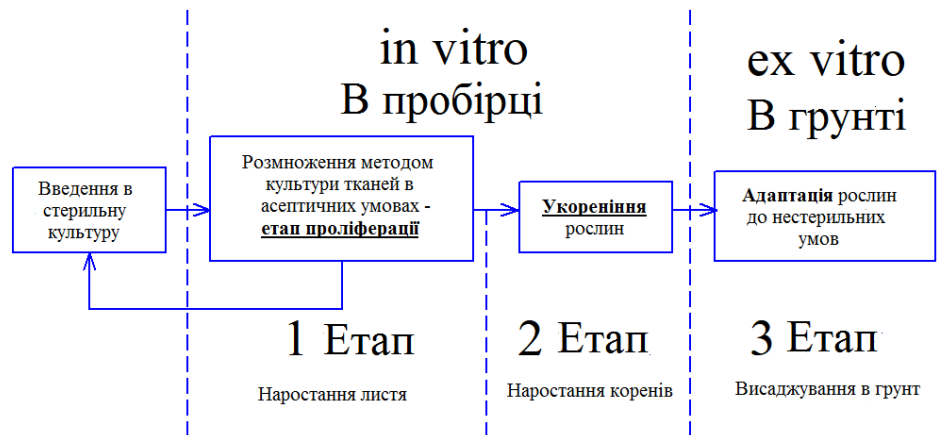 in vitro
В пробірці
ex vitro
В грунті
Введення в
стерильну
культуру
Розмноження методом
культури тканей в
асептичних умовах -
етап проліферації
Укореніння
рослин
Адаптація рослин
до нестерильних
умов
1 Етап
Наростання листя
2 Етап
Наростання коренів
3 Етап
Висаджування в грунт